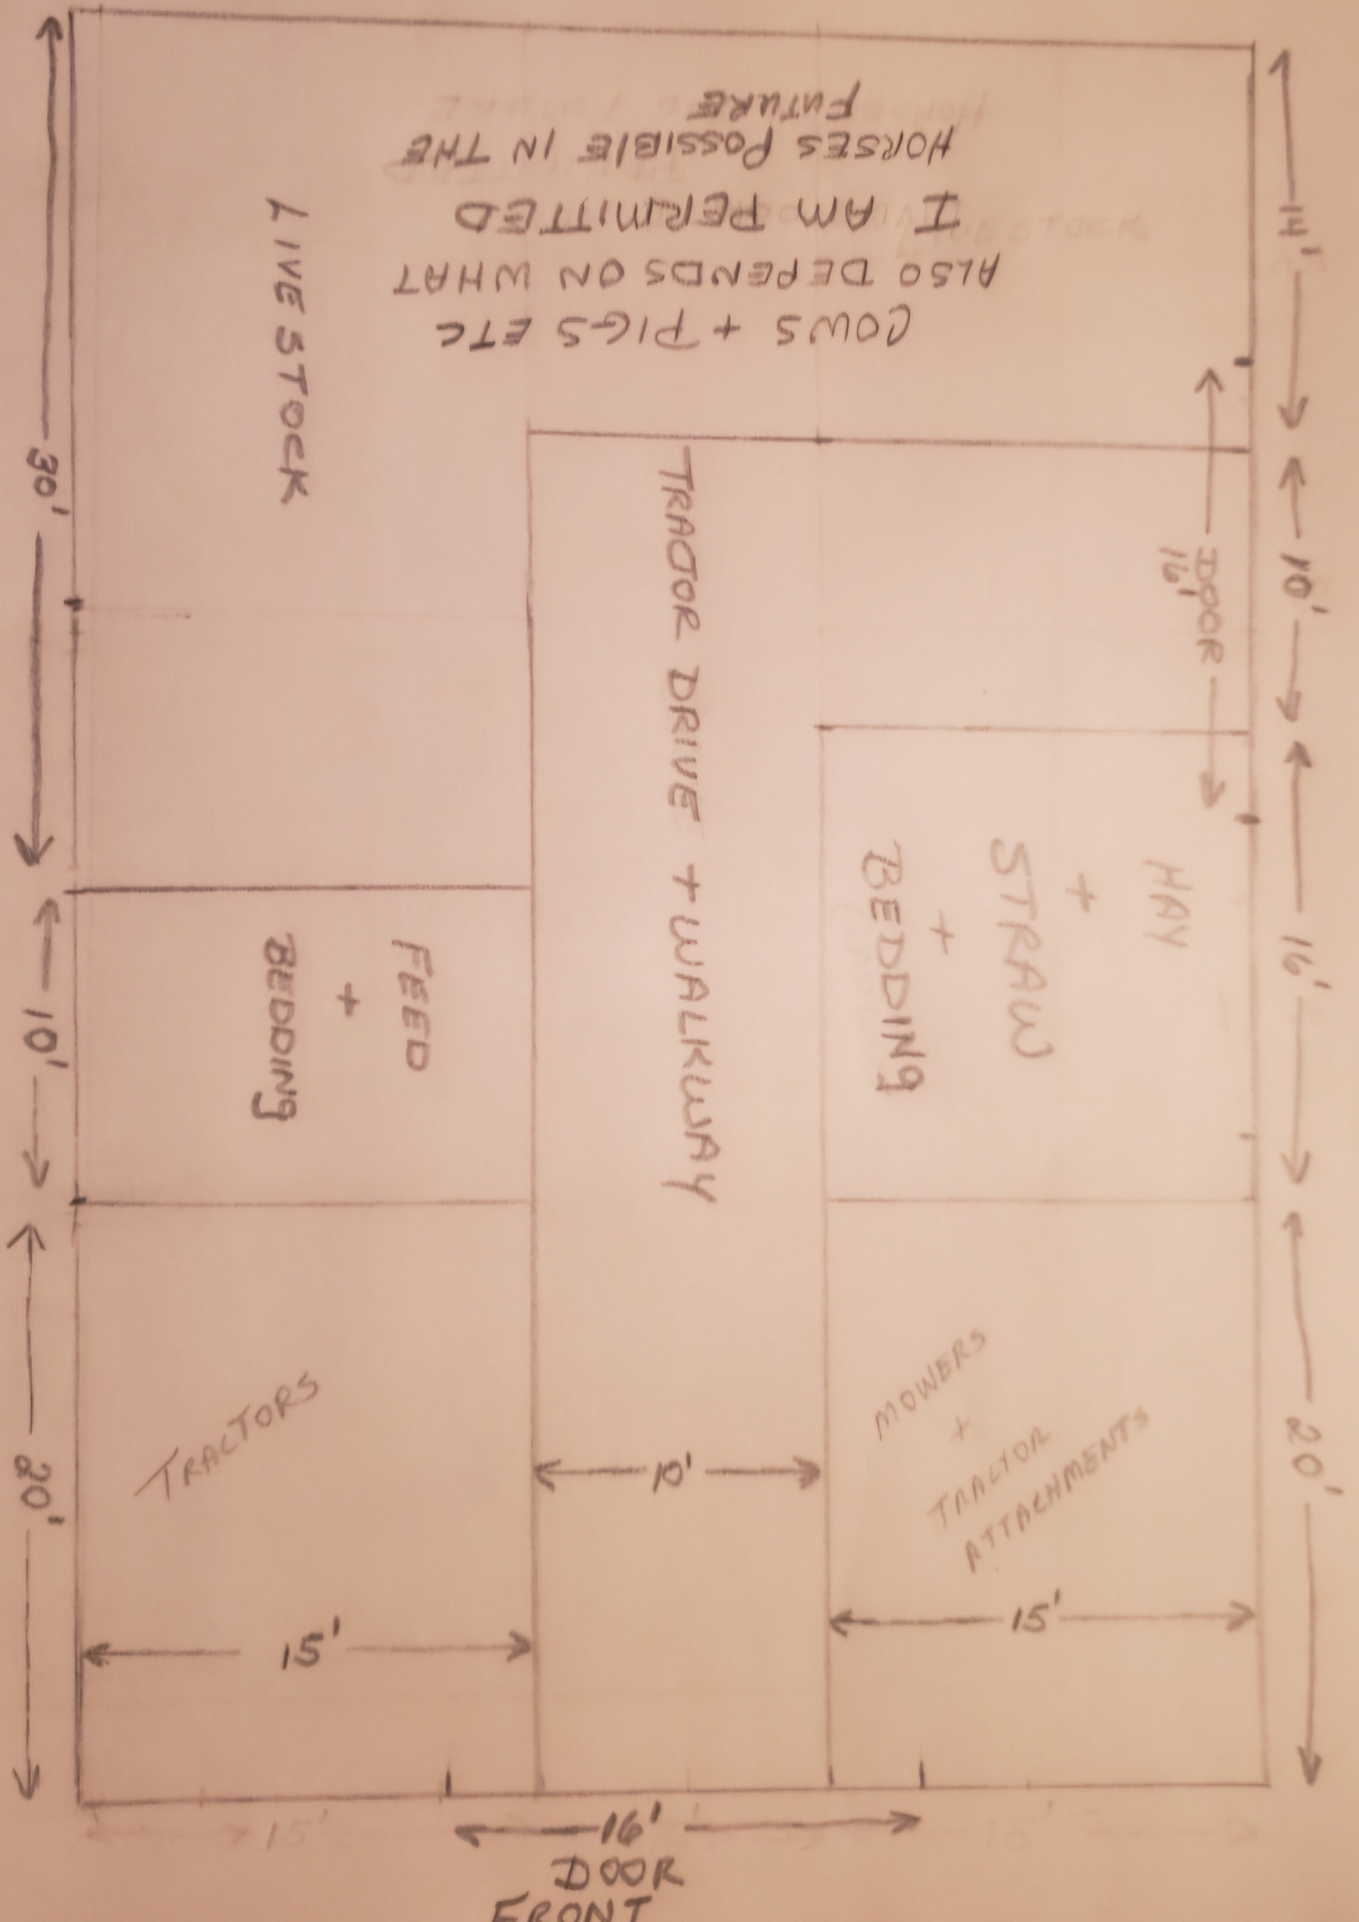 COWS + PIGS ETC
ALSO DEPENDS ON WHAT
I AM PERMITTED
HORSES POSSIBLE IN THE
FUTURE
LIVESTOCK
30'
14'
10'
DOOR
16'
TRACTOR DRIVE + WALKWAY
HAY
+
STRAW
+
BEDDING
16'
FEED
+
BEDDING
10'
TRACTORS
20'
MOWERS
+
TRACTOR
ATTACHMENTS
20'
10'
15'
15'
16'
DOOR
FRONT
15'
15'